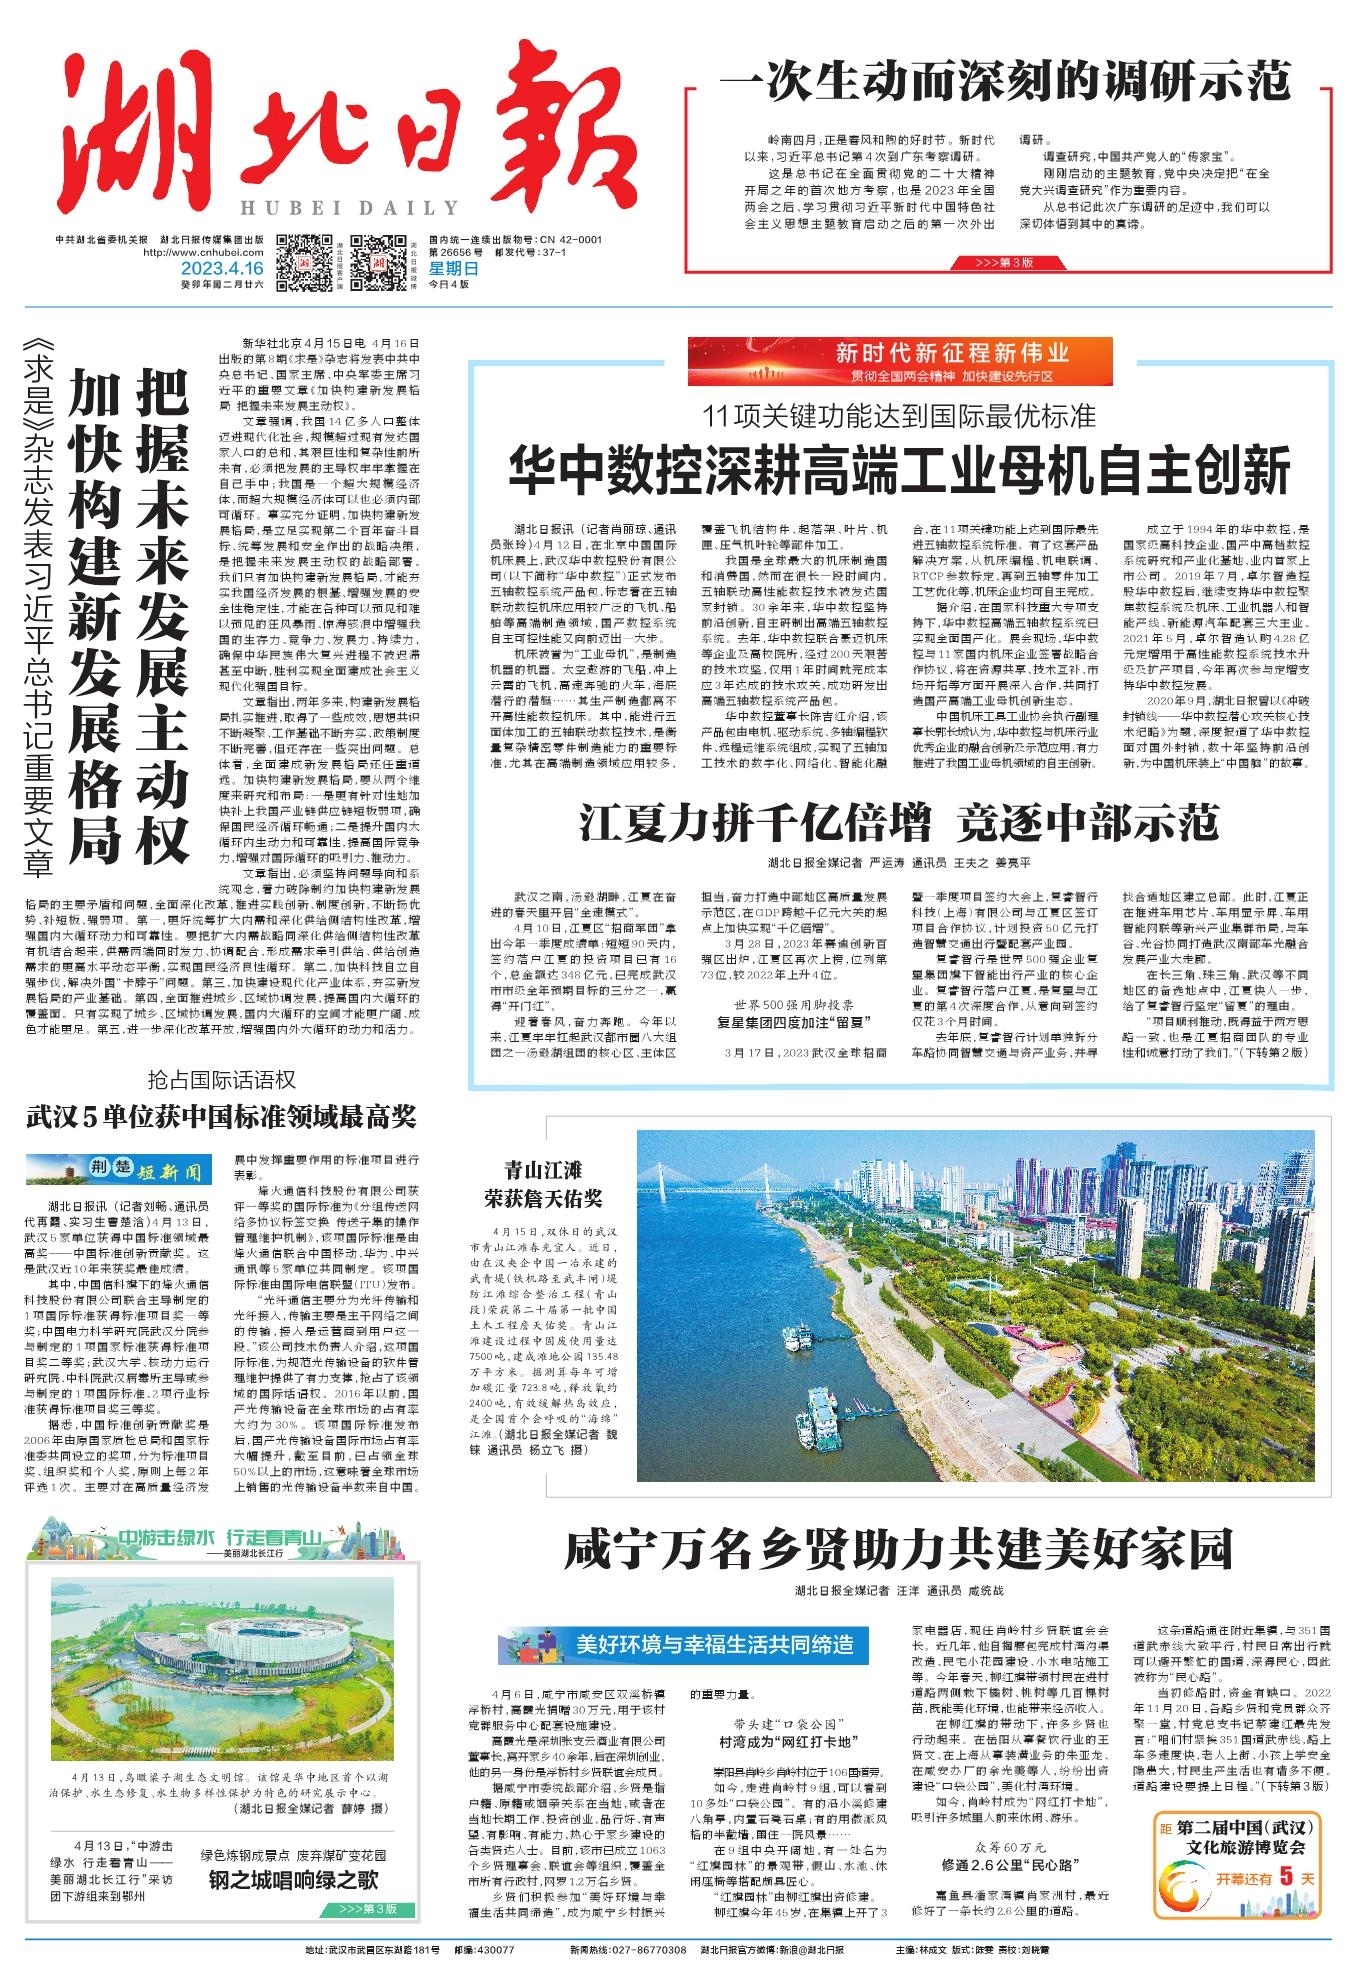 湖北日報
HUBEI DAILY
中共湖北省委机关报 湖北日报传媒集团出版
http://www.cnhubei.com
2023.4.16
癸卯年闰二月廿六
湖北日报客户端
湖北日报微博
国内统一连续出版物号:CN 42-0001
第26656号 邮发代号:37-1
星期日
今日4版
一次生动而深刻的调研示范
岭南四月,正是春风和煦的好时节。新时代
以来,习近平总书记第4次到广东考察调研。
这是总书记在全面贯彻党的二十大精神
开局之年的首次地方考察,也是2023年全国
两会之后、学习贯彻习近平新时代中国特色社
会主义思想主题教育启动之后的第一次外出
调研。
调查研究,中国共产党人的“传家宝”。
刚刚启动的主题教育,党中央决定把“在全
党大兴调查研究”作为重要内容。
从总书记此次广东调研的足迹中,我们可以
深切体悟到其中的真谛。
>>>第3版
《求是》杂志发表习近平总书记重要文章
加快构建新发展格局
把握未来发展主动权
新华社北京4月15日电 4月16日
出版的第8期《求是》杂志将发表中共中
央总书记、国家主席、中央军委主席习
近平的重要文章《加快构建新发展格
局 把握未来发展主动权》。
文章强调,我国14亿多人口整体
迈进现代化社会,规模超过现有发达国
家人口的总和,其艰巨性和复杂性前所
未有,必须把发展的主导权牢牢掌握在
自己手中;我国是一个超大规模经济
体,而超大规模经济体可以也必须内部
可循环。事实充分证明,加快构建新发
展格局,是立足实现第二个百年奋斗目
标、统筹发展和安全作出的战略决策,
是把握未来发展主动权的战略部署。
我们只有加快构建新发展格局,才能夯
实我国经济发展的根基、增强发展的安
全性稳定性,才能在各种可以预见和难
以预见的狂风暴雨、惊涛骇浪中增强我
国的生存力、竞争力、发展力、持续力,
确保中华民族伟大复兴进程不被迟滞
甚至中断,胜利实现全面建成社会主义
现代化强国目标。
文章指出,两年多来,构建新发展格
局扎实推进,取得了一些成效,思想共识
不断凝聚、工作基础不断夯实、政策制度
不断完善,但还存在一些突出问题。总
体看,全面建成新发展格局还任重道
远。加快构建新发展格局,要从两个维
度来研究和布局:一是更有针对性地加
快补上我国产业链供应链短板弱项,确
保国民经济循环畅通;二是提升国内大
循环内生动力和可靠性,提高国际竞争
力,增强对国际循环的吸引力、推动力。
文章指出,必须坚持问题导向和系
统观念,着力破除制约加快构建新发展
格局的主要矛盾和问题,全面深化改革,推进实践创新、制度创新,不断扬优
势、补短板、强弱项。第一,更好统筹扩大内需和深化供给侧结构性改革,增
强国内大循环动力和可靠性。要把扩大内需战略同深化供给侧结构性改革
有机结合起来,供需两端同时发力、协调配合,形成需求牵引供给、供给创造
需求的更高水平动态平衡,实现国民经济良性循环。第二,加快科技自立自
强步伐,解决外国“卡脖子”问题。第三,加快建设现代化产业体系,夯实新发
展格局的产业基础。第四,全面推进城乡、区域协调发展,提高国内大循环的
覆盖面。只有实现了城乡、区域协调发展,国内大循环的空间才能更广阔、成
色才能更足。第五,进一步深化改革开放,增强国内外大循环的动力和活力。
新时代新征程新伟业
贯彻全国两会精神 加快建设先行区
11项关键功能达到国际最优标准
华中数控深耕高端工业母机自主创新
湖北日报讯 (记者肖丽琼、通讯
员张玲)4月12日,在北京中国国际
机床展上,武汉华中数控股份有限公
司(以下简称“华中数控”)正式发布
五轴数控系统产品包,标志着在五轴
联动数控机床应用较广泛的飞机、船
舶等高端制造领域,国产数控系统
自主可控性能又向前迈出一大步。
机床被誉为“工业母机”,是制造
机器的机器。太空遨游的飞船,冲上
云霄的飞机,高速奔驰的火车,海底
潜行的潜艇……其生产制造都离不
开高性能数控机床。其中,能进行五
面体加工的五轴联动数控技术,是衡
量复杂精密零件制造能力的重要标
准,尤其在高端制造领域应用较多,
覆盖飞机结构件、起落架、叶片、机
匣、压气机叶轮等部件加工。
我国是全球最大的机床制造国
和消费国,然而在很长一段时间内,
五轴联动高性能数控技术被发达国
家封锁。30余年来,华中数控坚持
前沿创新,自主研制出高端五轴数控
系统。去年,华中数控联合豪迈机床
等企业及高校院所,经过200天艰苦
的技术攻坚,仅用1年时间就完成本
应3年达成的技术攻关,成功研发出
高端五轴数控系统产品包。
华中数控董事长陈吉红介绍,该
产品包由电机、驱动系统、多轴编程软
件、远程运维系统组成,实现了五轴加
工技术的数字化、网络化、智能化融
合,在11项关键功能上达到国际最先
进五轴数控系统标准。有了这套产品
解决方案,从机床编程、机电联调、
RTCP参数标定,再到五轴零件加工
工艺优化等,机床企业均可自主完成。
据介绍,在国家科技重大专项支
持下,华中数控高端五轴数控系统已
实现全面国产化。展会现场,华中数
控与11家国内机床企业签署战略合
作协议,将在资源共享、技术互补、市
场开拓等方面开展深入合作,共同打
造国产高端工业母机创新生态。
中国机床工具工业协会执行副理
事长郭长城认为,华中数控与机床行业
优秀企业的融合创新及示范应用,有力
推进了我国工业母机领域的自主创新。
成立于1994年的华中数控,是
国家级高科技企业、国产中高档数控
系统研究和产业化基地、业内首家上
市公司。2019年7月,卓尔智造控
股华中数控后,继续支持华中数控聚
焦数控系统及机床、工业机器人和智
能产线、新能源汽车配套三大主业。
2021年5月,卓尔智造认购4.28亿
元定增用于高性能数控系统技术升
级及扩产项目,今年再次参与定增支
持华中数控发展。
2020年9月,湖北日报曾以《冲破
封锁线——华中数控潜心攻关核心技
术纪略》为题,深度报道了华中数控
面对国外封锁,数十年坚持前沿创
新,为中国机床装上“中国脑”的故事。
江夏力拼千亿倍增 竞逐中部示范
湖北日报全媒记者 严运涛 通讯员 王夫之 姜亮平
武汉之南,汤逊湖畔,江夏在奋
进的春天里开启“全速模式”。
4月10日,江夏区“招商军团”拿
出今年一季度成绩单:短短90天内,
签约落户江夏的投资项目已有16
个,总金额达348亿元,已完成武汉
市市级全年预期目标的三分之一,赢
得“开门红”。
迎着春风,奋力奔跑。今年以
来,江夏牢牢扛起武汉都市圈八大组
团之一汤逊湖组团的核心区、主体区
担当,奋力打造中部地区高质量发展
示范区,在GDP跨越千亿元大关的起
点上加快实现“千亿倍增”。
3月28日,2023年赛迪创新百
强区出炉,江夏区再次上榜,位列第
73位,较2022年上升4位。
世界500强用脚投票
复星集团四度加注“留夏”
3月17日,2023武汉全球招商
暨一季度项目签约大会上,复睿智行
科技(上海)有限公司与江夏区签订
项目合作协议,计划投资50亿元打
造智慧交通出行暨配套产业园。
复睿智行是世界500强企业复
星集团旗下智能出行产业的核心企
业。复睿智行落户江夏,是复星与江
夏的第4次深度合作,从意向到签约
仅花3个月时间。
去年底,复睿智行计划单独拆分
车路协同智慧交通与资产业务,并寻
找合适地区建立总部。此时,江夏正
在推进车用芯片、车用显示屏、车用
智能网联等新兴产业集群布局,与车
谷、光谷协同打造武汉南部车光融合
发展产业大走廊。
在长三角、珠三角、武汉等不同
地区的备选地点中,江夏快人一步,
给了复睿智行坚定“留夏”的理由。
“项目顺利推动,既得益于两方思
路一致,也是江夏招商团队的专业
性和诚意打动了我们。”(下转第2版)
抢占国际话语权
武汉5单位获中国标准领域最高奖
荆楚短新闻
湖北日报讯 (记者刘畅、通讯员
代再露、实习生曹楚洽)4月13日,
武汉5家单位获得中国标准领域最
高奖——中国标准创新贡献奖。这
是武汉近10年来获奖最佳成绩。
其中,中国信科旗下的烽火通信
科技股份有限公司联合主导制定的
1项国际标准获得标准项目奖一等
奖;中国电力科学研究院武汉分院参
与制定的1项国家标准获得标准项
目奖二等奖;武汉大学、核动力运行
研究院、中科院武汉病毒所主导或参
与制定的1项国际标准、2项行业标
准获得标准项目奖三等奖。
据悉,中国标准创新贡献奖是
2006年由原国家质检总局和国家标
准委共同设立的奖项,分为标准项目
奖、组织奖和个人奖,原则上每2年
评选1次。主要对在高质量经济发
展中发挥重要作用的标准项目进行
表彰。
烽火通信科技股份有限公司获
评一等奖的国际标准为《分组传送网
络多协议标签交换 传送子集的操作
管理维护机制》,该项国际标准是由
烽火通信联合中国移动、华为、中兴
通讯等5家单位共同制定。该项国
际标准由国际电信联盟(ITU)发布。
“光纤通信主要分为光纤传输和
光纤接入,传输主要是主干网络之间
的传输,接入是运营商到用户这一
段。”该公司技术负责人介绍,这项国
际标准,为规范光传输设备的软件管
理维护提供了有力支撑,抢占了该领
域的国际话语权。2016年以前,国
产光传输设备在全球市场的占有率
大约为30%。该项国际标准发布
后,国产光传输设备国际市场占有率
大幅提升,截至目前,已占领全球
50%以上的市场,这意味着全球市场
上销售的光传输设备半数来自中国。
青山江滩
荣获詹天佑奖
4月15日,双休日的武汉
市青山江滩春光宜人。近日,
由在汉央企中国一冶承建的
武青堤(铁机路至武丰闸)堤
防江滩综合整治工程(青山
段)荣获第二十届第一批中国
土木工程詹天佑奖。青山江
滩建设过程中固废使用量达
7500吨,建成滩地公园135.48
万平方米。据测算每年可增
加碳汇量723.8吨,释放氧约
2400吨,有效缓解热岛效应,
是全国首个会呼吸的“海绵”
江滩。(湖北日报全媒记者 魏
铼 通讯员 杨立飞 摄)
中游击绿水 行走看青山
——美丽湖北长江行
4月13日,鸟瞰梁子湖生态文明馆。该馆是华中地区首个以湖
泊保护、水生态修复、水生物多样性保护为特色的研究展示中心。
(湖北日报全媒记者 薛婷 摄)
4月13日,“中游击
绿水 行走看青山——
美丽湖北长江行”采访
团下游组来到鄂州
绿色炼钢成景点 废弃煤矿变花园
钢之城唱响绿之歌
>>>第3版
咸宁万名乡贤助力共建美好家园
湖北日报全媒记者 汪洋 通讯员 咸统战
美好环境与幸福生活共同缔造
4月6日,咸宁市咸安区双溪桥镇
浮桥村,高霞光捐赠30万元,用于该村
党群服务中心配套设施建设。
高霞光是深圳张支云酒业有限公司
董事长,离开家乡40余年,后在深圳创业,
他的另一身份是浮桥村乡贤联谊会成员。
据咸宁市委统战部介绍,乡贤是指
户籍、原籍或姻亲关系在当地,或者在
当地长期工作、投资创业,品行好、有声
望、有影响、有能力,热心于家乡建设的
各类贤达人士。目前,该市已成立1063
个乡贤理事会、联谊会等组织,覆盖全
市所有行政村,网罗1.2万名乡贤。
乡贤们积极参加“美好环境与幸
福生活共同缔造”,成为咸宁乡村振兴
的重要力量。
带头建“口袋公园”
村湾成为“网红打卡地”
崇阳县肖岭乡肖岭村位于106国道旁。
如今,走进肖岭村9组,可以看到
10多处“口袋公园”。有的沿小溪修建
八角亭,内置石凳石桌;有的用徽派风
格的半截墙,围住一院风景……
在9组中央开阔地,有一处名为
“红旗园林”的景观带,假山、水池、休
闲座椅等搭配颇具匠心。
“红旗园林”由柳红旗出资修建。
柳红旗今年45岁,在集镇上开了3
家电器店,现任肖岭村乡贤联谊会会
长。近几年,他自掏腰包完成村湾沟渠
改造、民宅小花园建设、小水电站施工
等。今年春天,柳红旗带领村民在进村
道路两侧栽下橘树、桃树等几百棵树
苗,既能美化环境,也能带来经济收入。
在柳红旗的带动下,许多乡贤也
行动起来。在岳阳从事餐饮行业的王
贤文、在上海从事装潢业务的朱亚龙、
在咸安办厂的余光美等人,纷纷出资
建设“口袋公园”,美化村湾环境。
如今,肖岭村成为“网红打卡地”,
吸引许多城里人前来休闲、游乐。
众筹60万元
修通2.6公里“民心路”
嘉鱼县潘家湾镇肖家洲村,最近
修好了一条长约2.6公里的道路。
这条道路通往附近集镇,与351国
道武赤线大致平行,村民日常出行就
可以避开繁忙的国道,深得民心,因此
被称为“民心路”。
当初修路时,资金有缺口。2022
年11月20日,各路乡贤和党员群众齐
聚一堂,村党总支书记蔡建红最先发
言:“咱们村紧挨351国道武赤线,路上
车多速度快,老人上街、小孩上学安全
隐患大,村民生产生活也有诸多不便。
道路建设要提上日程。”(下转第3版)
距 第二届中国(武汉)
文化旅游博览会
开幕还有 5 天
地址:武汉市武昌区东湖路181号 邮编:430077 新闻热线:027-86770308 湖北日报官方微博:新浪@湖北日报 主编:林成文 版式:陈雯 责校:刘晓霞